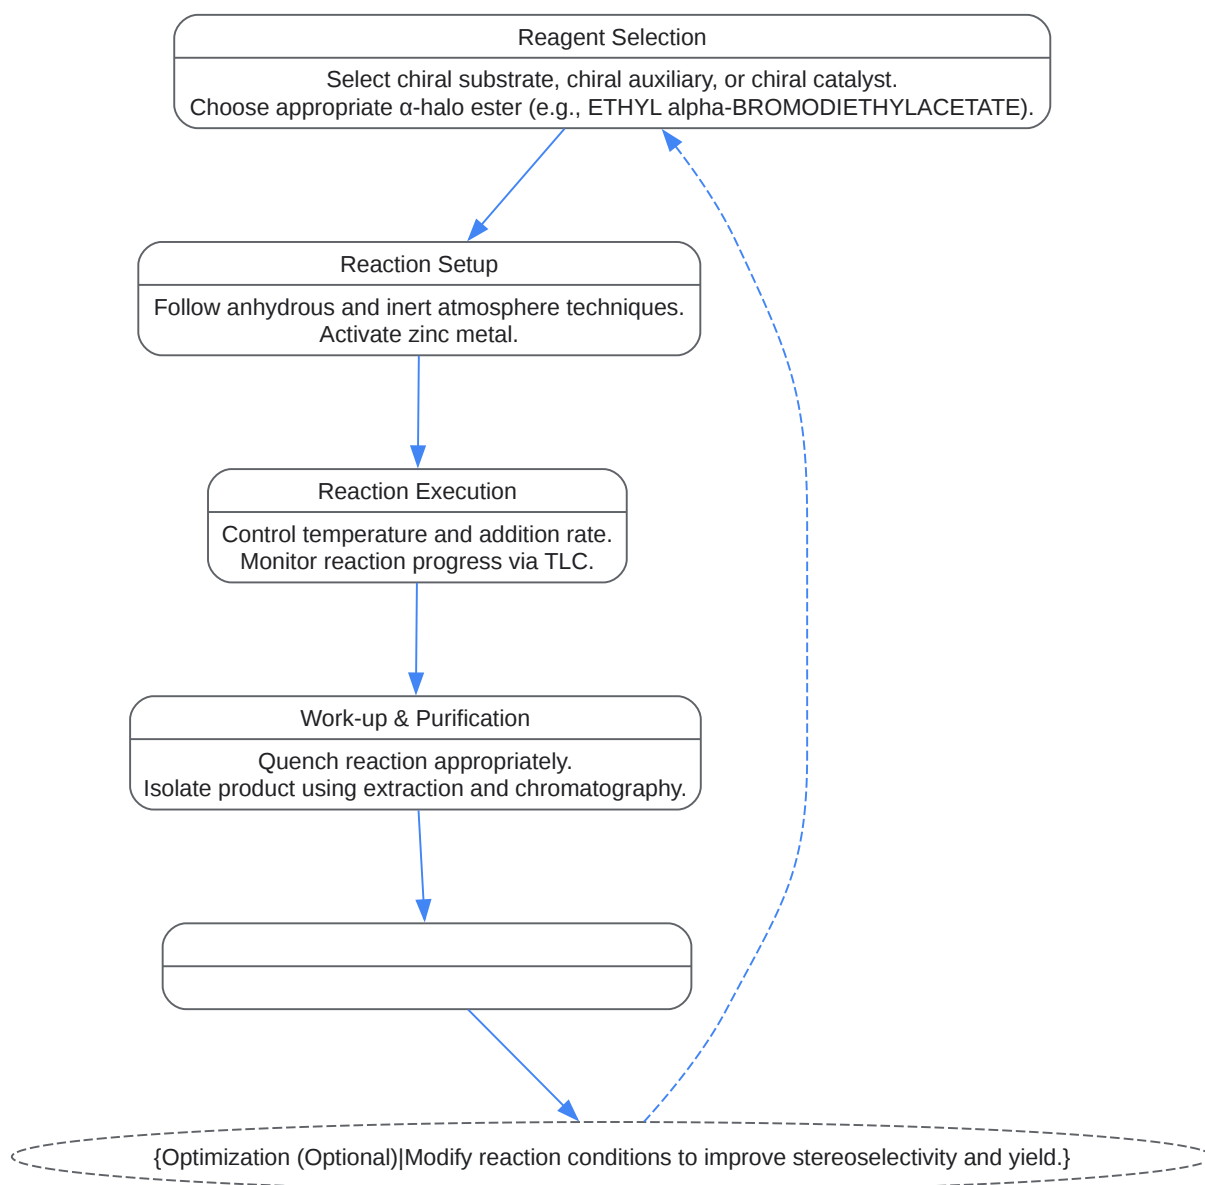 Reagent Selection
Select chiral substrate, chiral auxiliary, or chiral catalyst.
Choose appropriate α-halo ester (e.g., ETHYL alpha-BROMODIETHYLACETATE).
Reaction Setup
Follow anhydrous and inert atmosphere techniques.
Activate zinc metal.
Reaction Execution
Control temperature and addition rate.
Monitor reaction progress via TLC.
Work-up & Purification
Quench reaction appropriately.
Isolate product using extraction and chromatography.
{Optimization (Optional)|Modify reaction conditions to improve stereoselectivity and yield.}